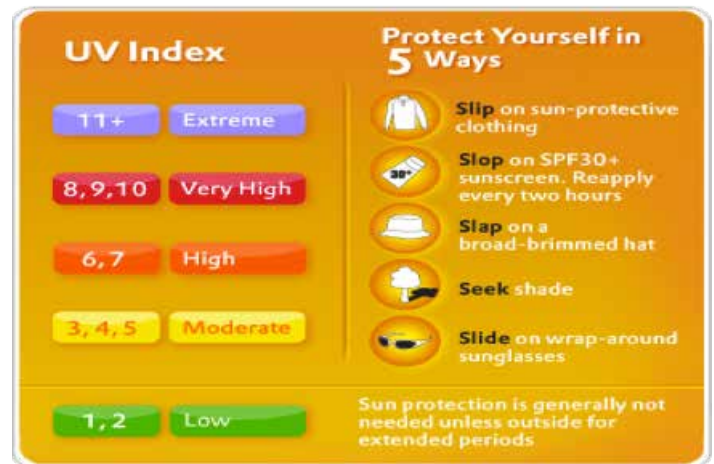 UV Index
11+ Extreme
8,9,10 Very High
6,7 High
3, 4, 5 Moderate
1,2 Low
Protect Yourself in
5 Ways
Slip on sun-protective
clothing
30+
Slop on SPF30+
sunscreen. Reapply
every two hours
Slap on a
broad-brimmed hat
Seek shade
Slide on wrap-around
sunglasses
Sun protection is generally not
needed unless outside for
extended periods